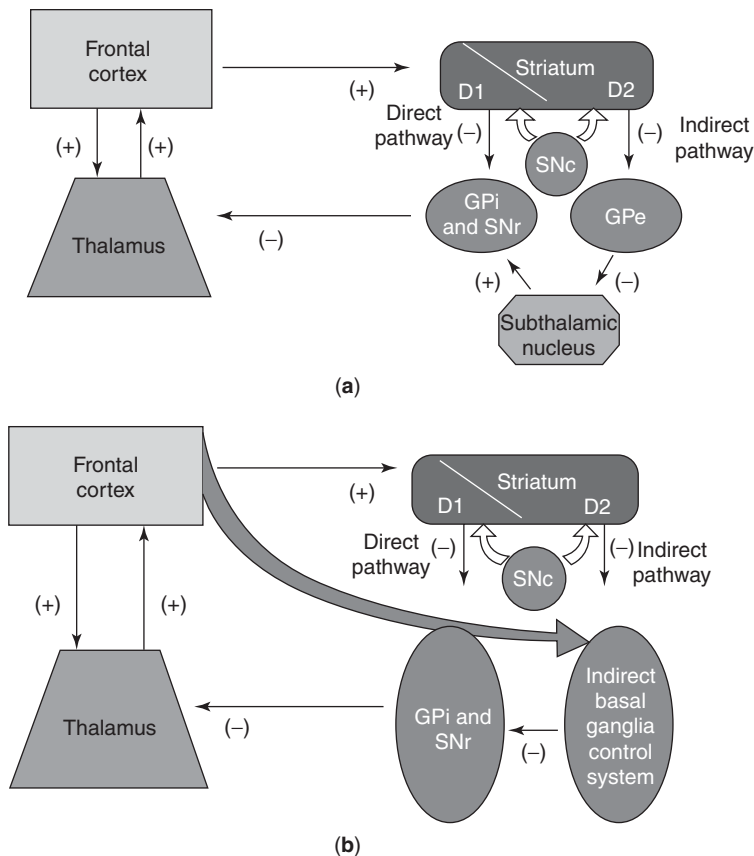 Frontal
cortex
(+)
Striatum
D1
D2
Direct
pathway
(–)
(–)
Indirect
pathway
SNc
(+)
(+)
Thalamus
(–)
GPi
and SNr
GPe
(+)
(–)
Subthalamic
nucleus
(a)
Frontal
cortex
(+)
Striatum
D1
D2
Direct
pathway
(–)
(–)
Indirect
pathway
SNc
(+)
(+)
Thalamus
(–)
GPi and
SNr
(–)
Indirect
basal
ganglia
control
system
(b)